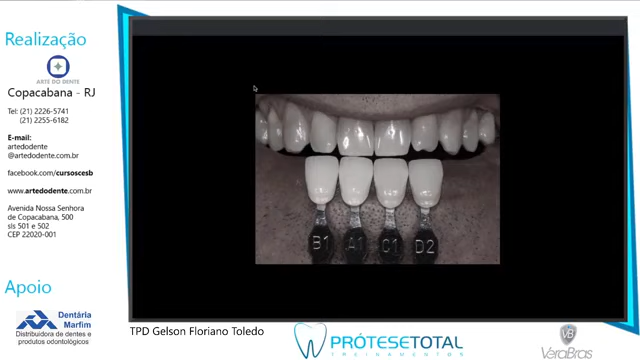 Realização
ARTE DO DENTE
Copacabana - RJ
Tel: (21) 2226-5741
(21) 2255-6182
E-mail:
artedodente
@artedodente.com.br
facebook.com/cursoscesb
www.artedodente.com.br
Avenida Nossa Senhora
de Copacabana, 500
sls 501 e 502
CEP 22020-001
Apoio
Dentária
Marfim
Distribuidora de dentes e
produtos odontológicos
B1 A1 C1 D2
TPD Gelson Floriano Toledo
PRÓTESETOTAL
TREINAMENTOS
VB
VeraBras